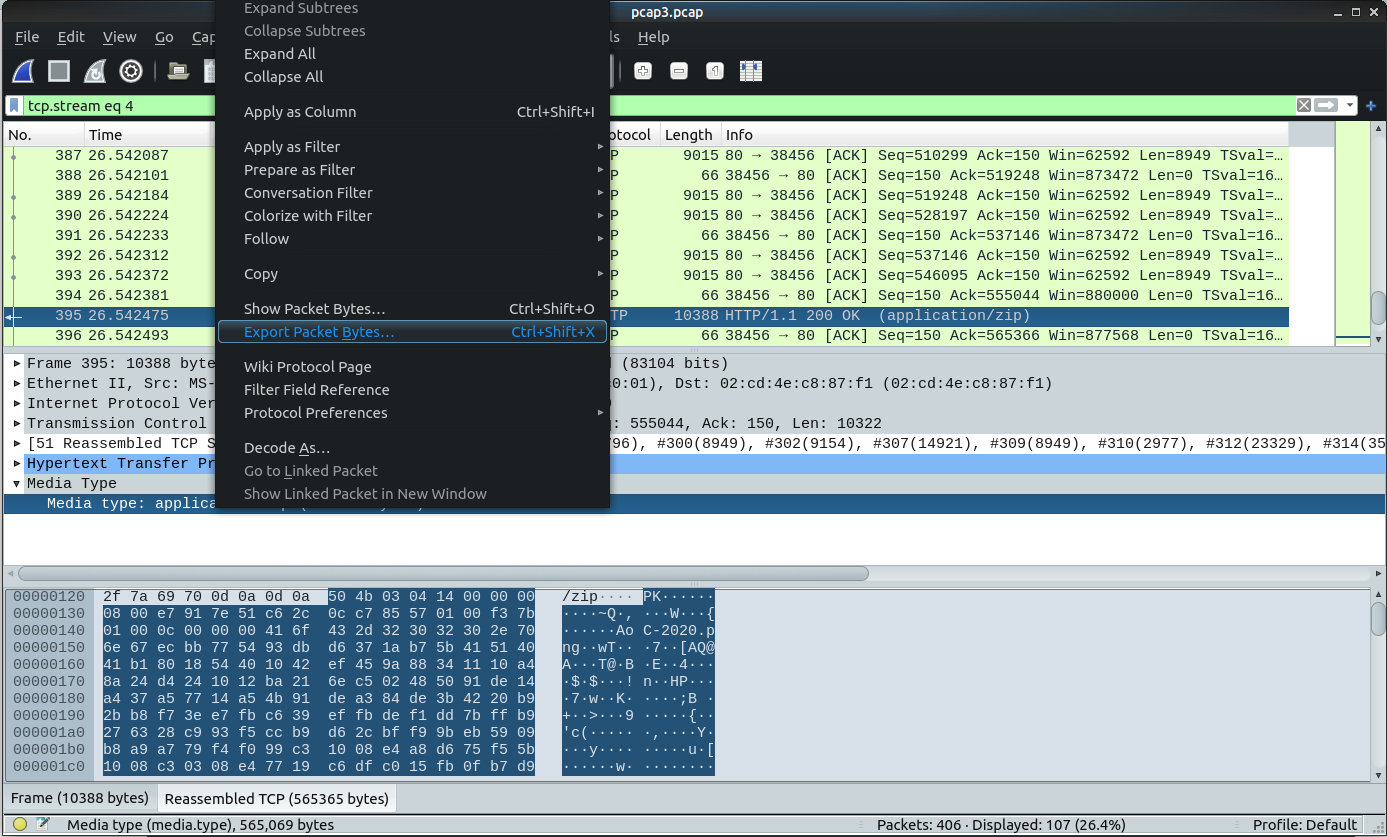 Expand Subtrees
pcap3.pcap
File Edit View Go Cap ls Help
Collapse Subtrees
Expand All
Collapse All
Apply as Column Ctrl+Shift+I
tcp.stream eq 4
No. Time otocol Length Info
Apply as Filter
Prepare as Filter
Conversation Filter
Colorize with Filter
Follow
Copy
Show Packet Bytes… Ctrl+Shift+O
Export Packet Bytes… Ctrl+Shift+X
Wiki Protocol Page
Filter Field Reference
Protocol Preferences
Decode As…
Go to Linked Packet
Show Linked Packet in New Window
387 26.542087 P 9015 80 → 38456 [ACK] Seq=510299 Ack=150 Win=62592 Len=8949 TSval=…
388 26.542101 P 66 38456 → 80 [ACK] Seq=150 Ack=519248 Win=873472 Len=0 TSval=16…
389 26.542184 P 9015 80 → 38456 [ACK] Seq=519248 Ack=150 Win=62592 Len=8949 TSval=…
390 26.542224 P 9015 80 → 38456 [ACK] Seq=528197 Ack=150 Win=62592 Len=8949 TSval=…
391 26.542233 P 66 38456 → 80 [ACK] Seq=150 Ack=537146 Win=873472 Len=0 TSval=16…
392 26.542312 P 9015 80 → 38456 [ACK] Seq=537146 Ack=150 Win=62592 Len=8949 TSval=…
393 26.542372 P 9015 80 → 38456 [ACK] Seq=546095 Ack=150 Win=62592 Len=8949 TSval=…
394 26.542381 P 66 38456 → 80 [ACK] Seq=150 Ack=555044 Win=880000 Len=0 TSval=16…
395 26.542475 TP 10388 HTTP/1.1 200 OK (application/zip)
396 26.542493 P 66 38456 → 80 [ACK] Seq=150 Ack=565366 Win=877568 Len=0 TSval=16…
Frame 395: 10388 byte (83104 bits)
Ethernet II, Src: MS- :0:01), Dst: 02:cd:4e:c8:87:f1 (02:cd:4e:c8:87:f1)
Internet Protocol Ver
Transmission Control : 555044, Ack: 150, Len: 10322
[51 Reassembled TCP S 796), #300(8949), #302(9154), #307(14921), #309(8949), #310(2977), #312(23329), #314(35
Hypertext Transfer Pr
Media Type
Media type: applica
00000120 2f 7a 69 70 0d 0a 0d 0a 50 4b 03 04 14 00 00 00 /zip···· PK······
00000130 08 00 e7 91 7e 51 c6 2c 0c c7 85 57 01 00 f3 7b ····~Q·, ···W···{
00000140 01 00 0c 00 00 00 41 6f 43 2d 32 30 32 30 2e 70 ······Ao C-2020.p
00000150 6e 67 ec bb 77 54 93 db d6 37 1a b7 5b 41 51 40 ng··wT·· ·7··[AQ@
00000160 41 b1 80 18 54 40 10 42 ef 45 9a 88 34 11 10 a4 A···T@·B ·E··4···
00000170 8a 24 d4 24 10 12 ba 21 6e c5 02 48 50 91 de 14 ·$·$···! n··HP···
00000180 a4 37 a5 77 14 a5 4b 91 de a3 84 de 3b 42 20 b9 ·7·w··K· ····;B ·
00000190 2b b8 f7 3e e7 fb c6 39 ef fb de f1 dd 7b ff b9 +··>···9 ·····{··
000001a0 27 63 28 c9 93 f5 cc b9 d6 2c bf f9 9b eb 59 09 'c(····· ·,····Y·
000001b0 b8 a9 a7 79 f4 f0 99 c3 10 08 e4 a8 d6 75 f5 5b ···y···· ·····u·[
000001c0 10 08 c3 03 08 e4 77 19 c6 df c0 15 fb 0f b7 d9 ······w· ········
Frame (10388 bytes) Reassembled TCP (565365 bytes)
Media type (media.type), 565,069 bytes Packets: 406 · Displayed: 107 (26.4%) Profile: Default